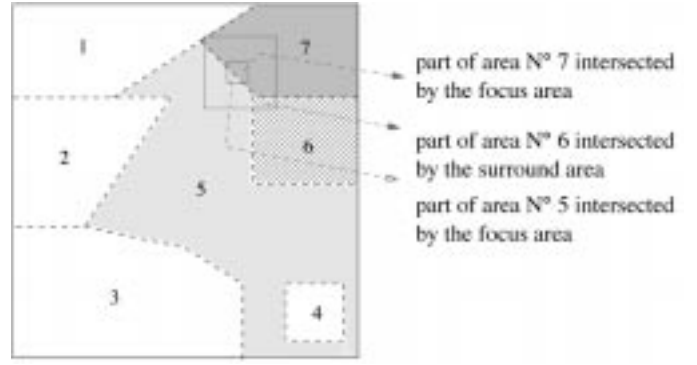 1
7
part of area N° 7 intersected
by the focus area
2
6
part of area N° 6 intersected
by the surround area
5
part of area N° 5 intersected
by the focus area
3
4